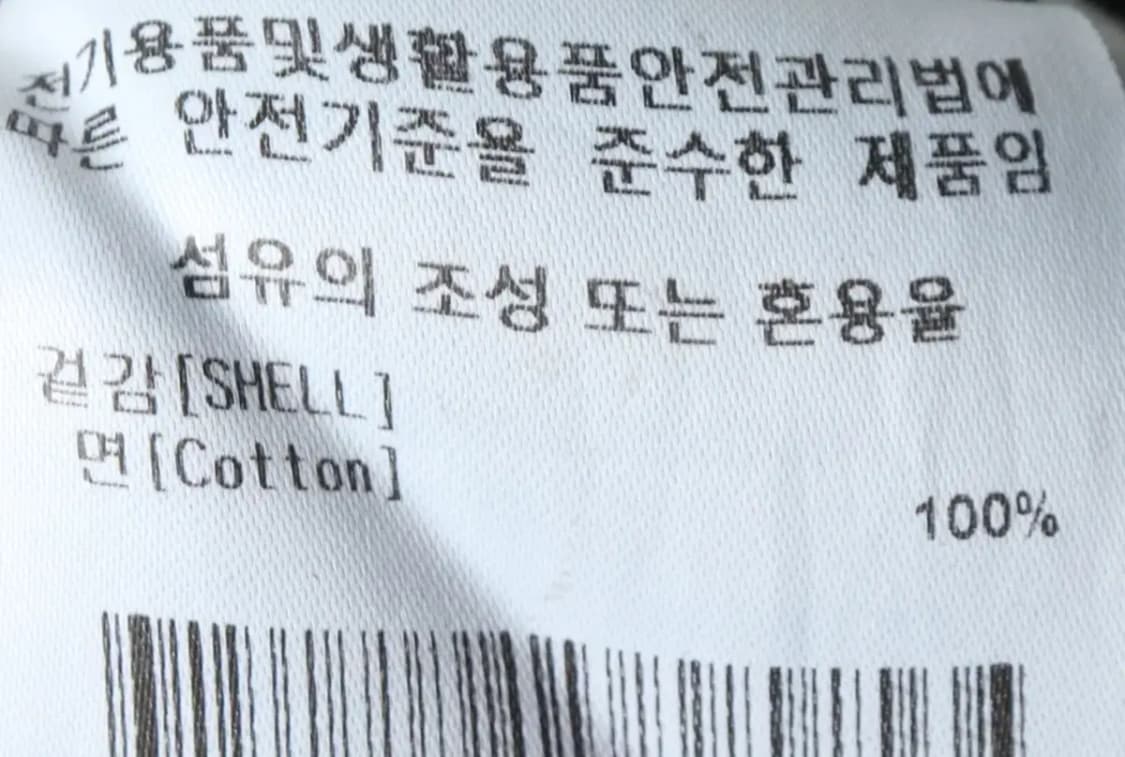 전기용품및생활용품안전관리법에
따른 안전기준을 준수한 제품임
섬유의 조성 또는 혼용율
겉감[SHELL]
면[Cotton]
100%